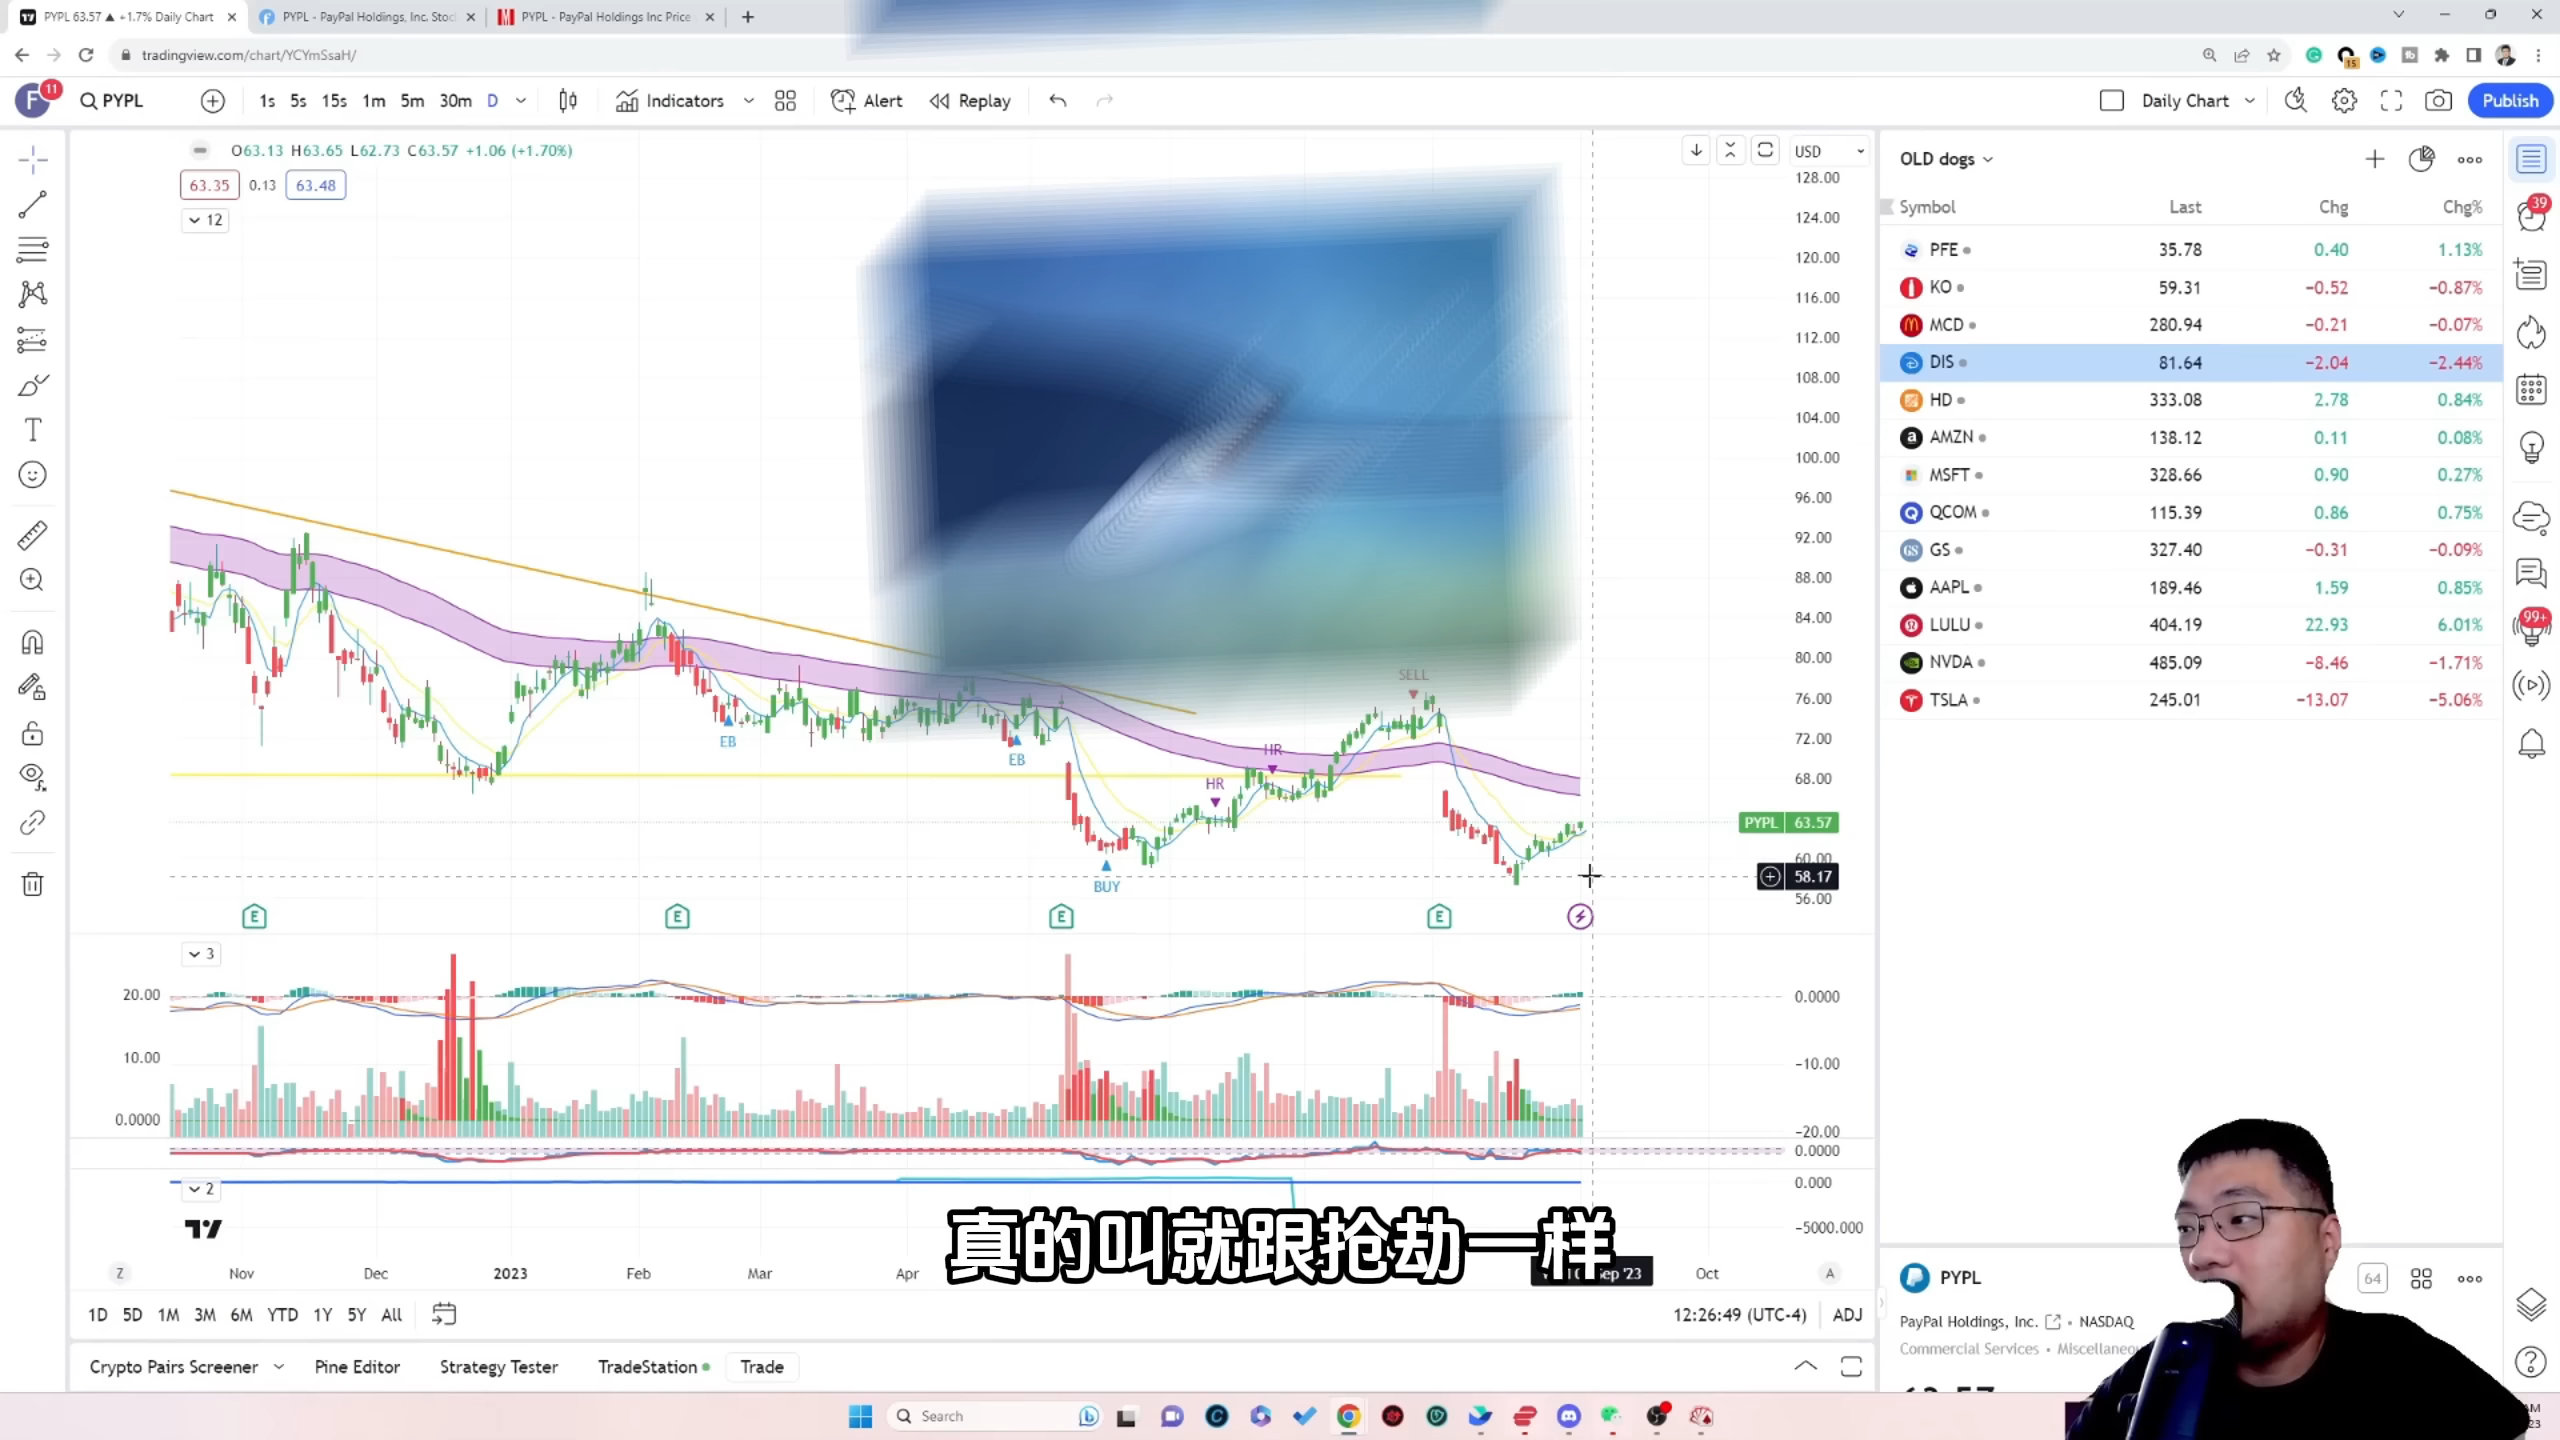 PYPL 63.57 ▲ +1.7% Daily Chart
PYPL - PayPal Holdings, Inc. Stoc
PYPL - PayPal Holdings Inc Price
tradingview.com/chart/YCYmSsaH/
15
F
11
PYPL
1s 5s 15s 1m 5m 30m D
Indicators
Alert
Replay
Daily Chart
Publish
O63.13 H63.65 L62.73 C63.57 +1.06 (+1.70%)
63.35 0.13 63.48
12
USD
128.00
124.00
120.00
116.00
112.00
108.00
104.00
100.00
96.00
92.00
88.00
84.00
80.00
76.00
72.00
68.00
PYPL 63.57
60.00
58.17
56.00
EB
EB
BUY
HR
HR
SELL
E
E
E
E
3
20.00
10.00
0.0000
0.0000
−10.00
−20.00
0.0000
2
0.000
−5000.000
真的叫就跟抢劫一样
Z
Nov
Dec
2023
Feb
Mar
Apr
Sep '23
Oct
A
1D 5D 1M 3M 6M YTD 1Y 5Y All
12:26:49 (UTC-4)
ADJ
Crypto Pairs Screener
Pine Editor
Strategy Tester
TradeStation
Trade
OLD dogs
Symbol Last Chg Chg%
PFE 35.78 0.40 1.13%
KO 59.31 −0.52 −0.87%
MCD 280.94 −0.21 −0.07%
DIS 81.64 −2.04 −2.44%
HD 333.08 2.78 0.84%
AMZN 138.12 0.11 0.08%
MSFT 328.66 0.90 0.27%
QCOM 115.39 0.86 0.75%
GS 327.40 −0.31 −0.09%
AAPL 189.46 1.59 0.85%
LULU 404.19 22.93 6.01%
NVDA 485.09 −8.46 −1.71%
TSLA 245.01 −13.07 −5.06%
39
99+
PYPL
64
PayPal Holdings, Inc. • NASDAQ
Commercial Services •
Search